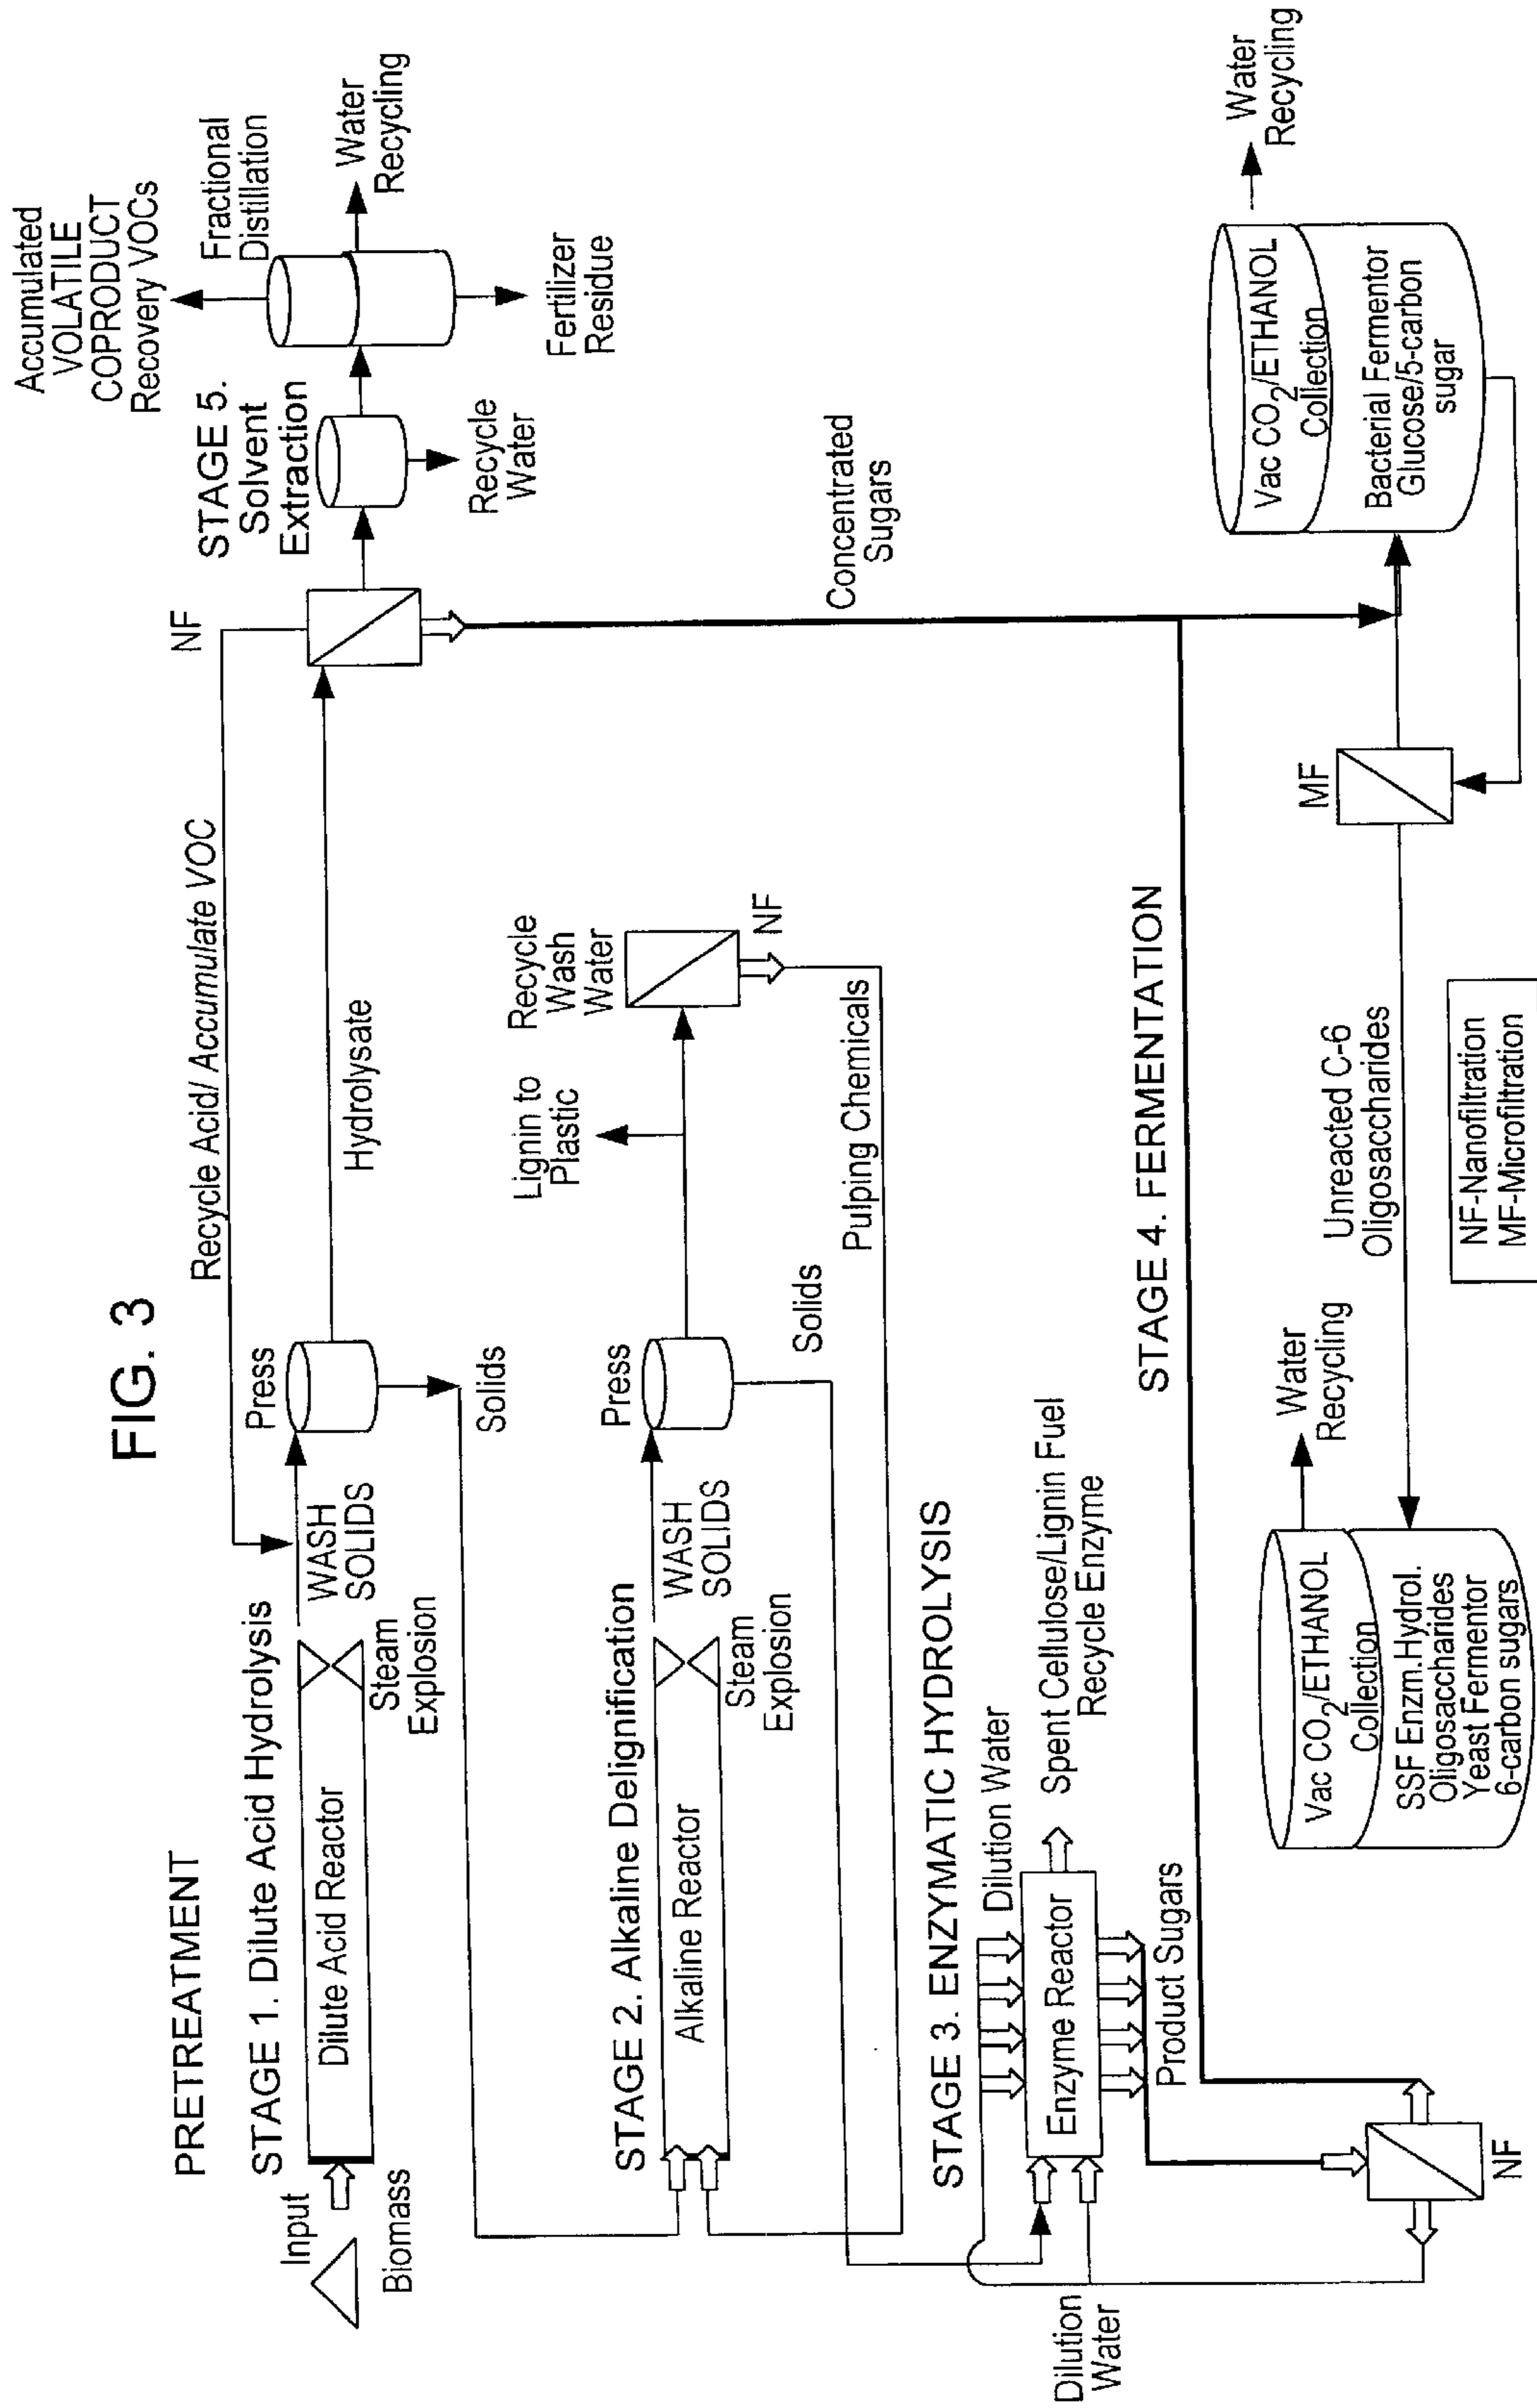 FIG. 3
PRETREATMENT
STAGE 1. Dilute Acid Hydrolysis
Input
Biomass
Dilute Acid Reactor
Steam
Explosion
WASH
SOLIDS
Press
Solids
Recycle Acid/ Accumulate VOC
Hydrolysate
NF
STAGE 5.
Solvent
Extraction
Recycle
Water
Accumulated
VOLATILE
COPRODUCT
Recovery VOCs
Fractional
Distillation
Water
Recycling
Fertilizer
Residue
STAGE 2. Alkaline Delignification
Alkaline Reactor
Steam
Explosion
WASH
SOLIDS
Press
Solids
Lignin to
Plastic
Recycle
Wash
Water
NF
Pulping Chemicals
Concentrated
Sugars
STAGE 3. ENZYMATIC HYDROLYSIS
Dilution Water
Enzyme Reactor
Spent Cellulose/Lignin Fuel
Recycle Enzyme
Dilution
Water
Product Sugars
NF
STAGE 4. FERMENTATION
Vac CO2/ETHANOL
Collection
SSF Enzm.Hydrol.
Oligosaccharides
Yeast Fermentor
6-carbon sugars
Water
Recycling
Unreacted C-6
Oligosaccharides
MF
Vac CO2/ETHANOL
Collection
Bacterial Fermentor
Glucose/5-carbon
sugar
Water
Recycling
NF-Nanofiltration
MF-Microfiltration